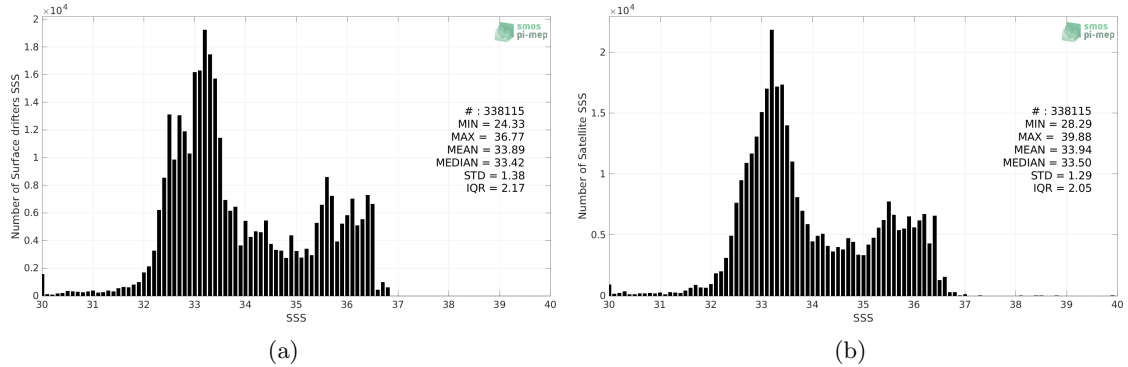 ×10⁴
2
1.8
1.6
1.4
1.2
1
0.8
0.6
0.4
0.2
0
30 31 32 33 34 35 36 37 38 39 40
Number of Surface drifters SSS
SSS
smos
pi-mep
# : 338115
MIN = 24.33
MAX = 36.77
MEAN = 33.89
MEDIAN = 33.42
STD = 1.38
IQR = 2.17
(a)
×10⁴
2
1.5
1
0.5
0
30 31 32 33 34 35 36 37 38 39 40
Number of Satellite SSS
SSS
smos
pi-mep
# : 338115
MIN = 28.29
MAX = 39.88
MEAN = 33.94
MEDIAN = 33.50
STD = 1.29
IQR = 2.05
(b)